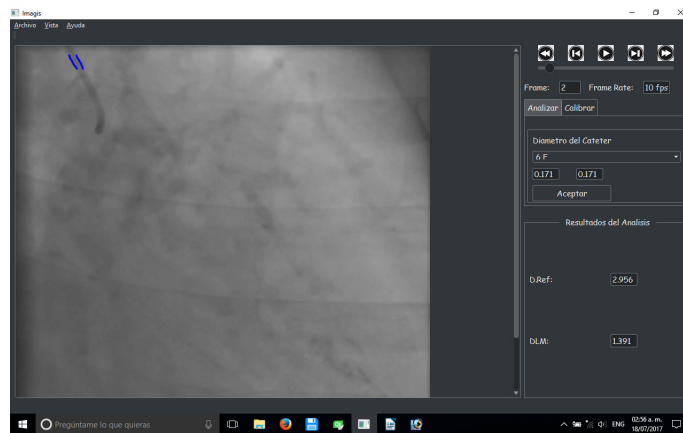 Imagis
Archivo Vista Ayuda
Frame: 2 Frame Rate: 10 fps
Analizar Calibrar
Diametro del Cateter
6 F
0.171 0.171
Aceptar
Resultados del Analisis
D.Ref: 2.956
DLM: 1.391
Pregúntame lo que quieras
ENG
02:56 a. m.
18/07/2017